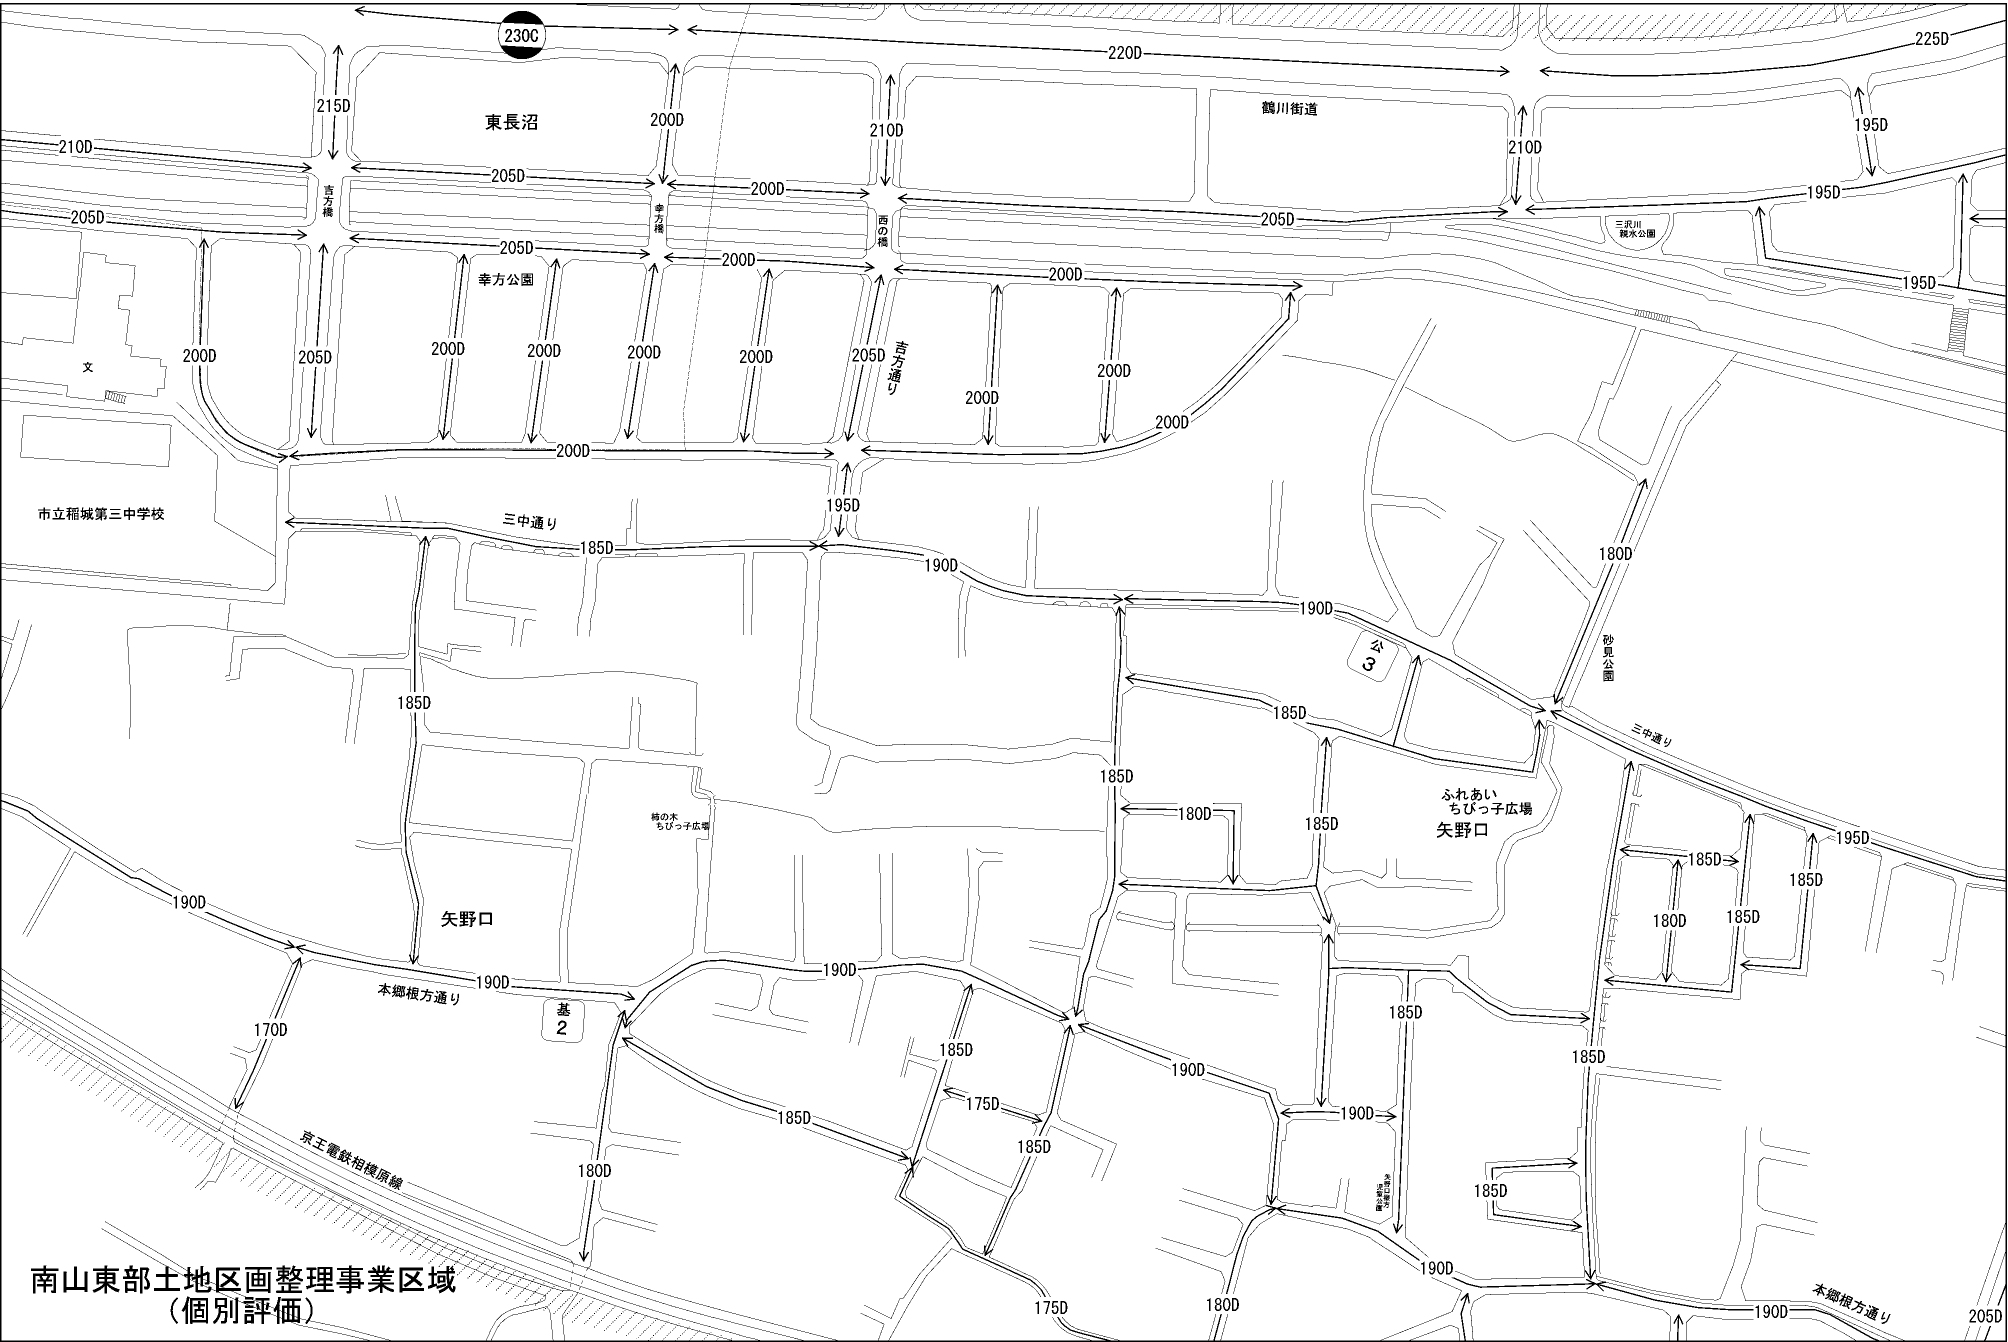 230C
220D
225D
215D
200D
210D
210D
195D
東長沼
鶴川街道
210D
205D
200D
205D
195D
吉方橋
幸方橋
西の橋
三沢川
親水公園
205D
205D
200D
200D
195D
幸方公園
文
200D
205D
200D
200D
200D
200D
205D
吉方通り
200D
200D
200D
200D
195D
市立稲城第三中学校
三中通り
185D
190D
190D
180D
公
3
砂見公園
三中通り
185D
185D
185D
180D
185D
ふれあい
ちびっ子広場
矢野口
柿の木
ちびっ子広場
195D
185D
185D
180D
185D
190D
矢野口
190D
本郷根方通り
190D
基
2
170D
185D
185D
190D
185D
175D
185D
185D
190D
京王電鉄相模原線
180D
185D
矢野口根方
児童公園
175D
180D
190D
190D
本郷根方通り
205D
南山東部土地区画整理事業区域
(個別評価)